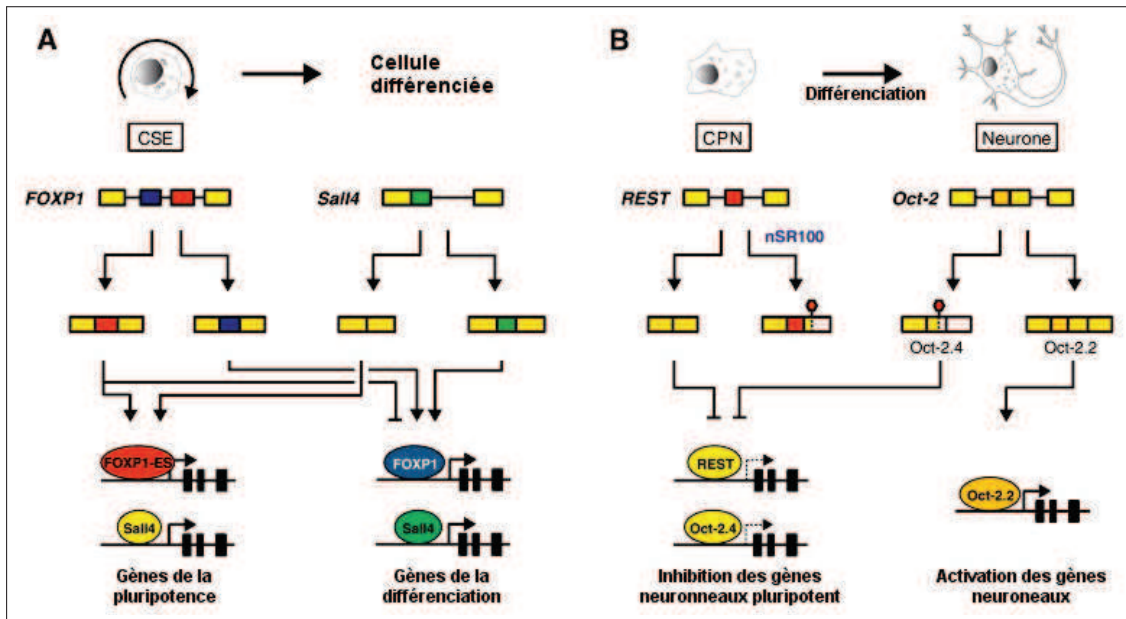 A
CSE
Cellule
différenciée
FOXP1
Sall4
FOXP1-ES
Sall4
Gènes de la
pluripotence
FOXP1
Sall4
Gènes de la
différenciation
B
CPN
Différenciation
Neurone
REST
nSR100
Oct-2
Oct-2.4
Oct-2.2
REST
Oct-2.4
Inhibition des gènes
neuronneaux pluripotent
Oct-2.2
Activation des gènes
neuroneaux